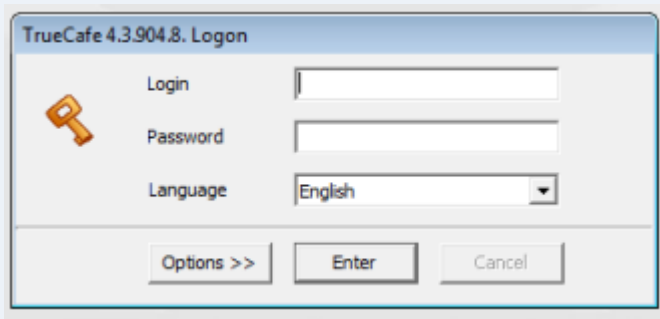 TrueCafe 4.3.904.8. Logon
Login
Password
Language English
Options >> Enter Cancel